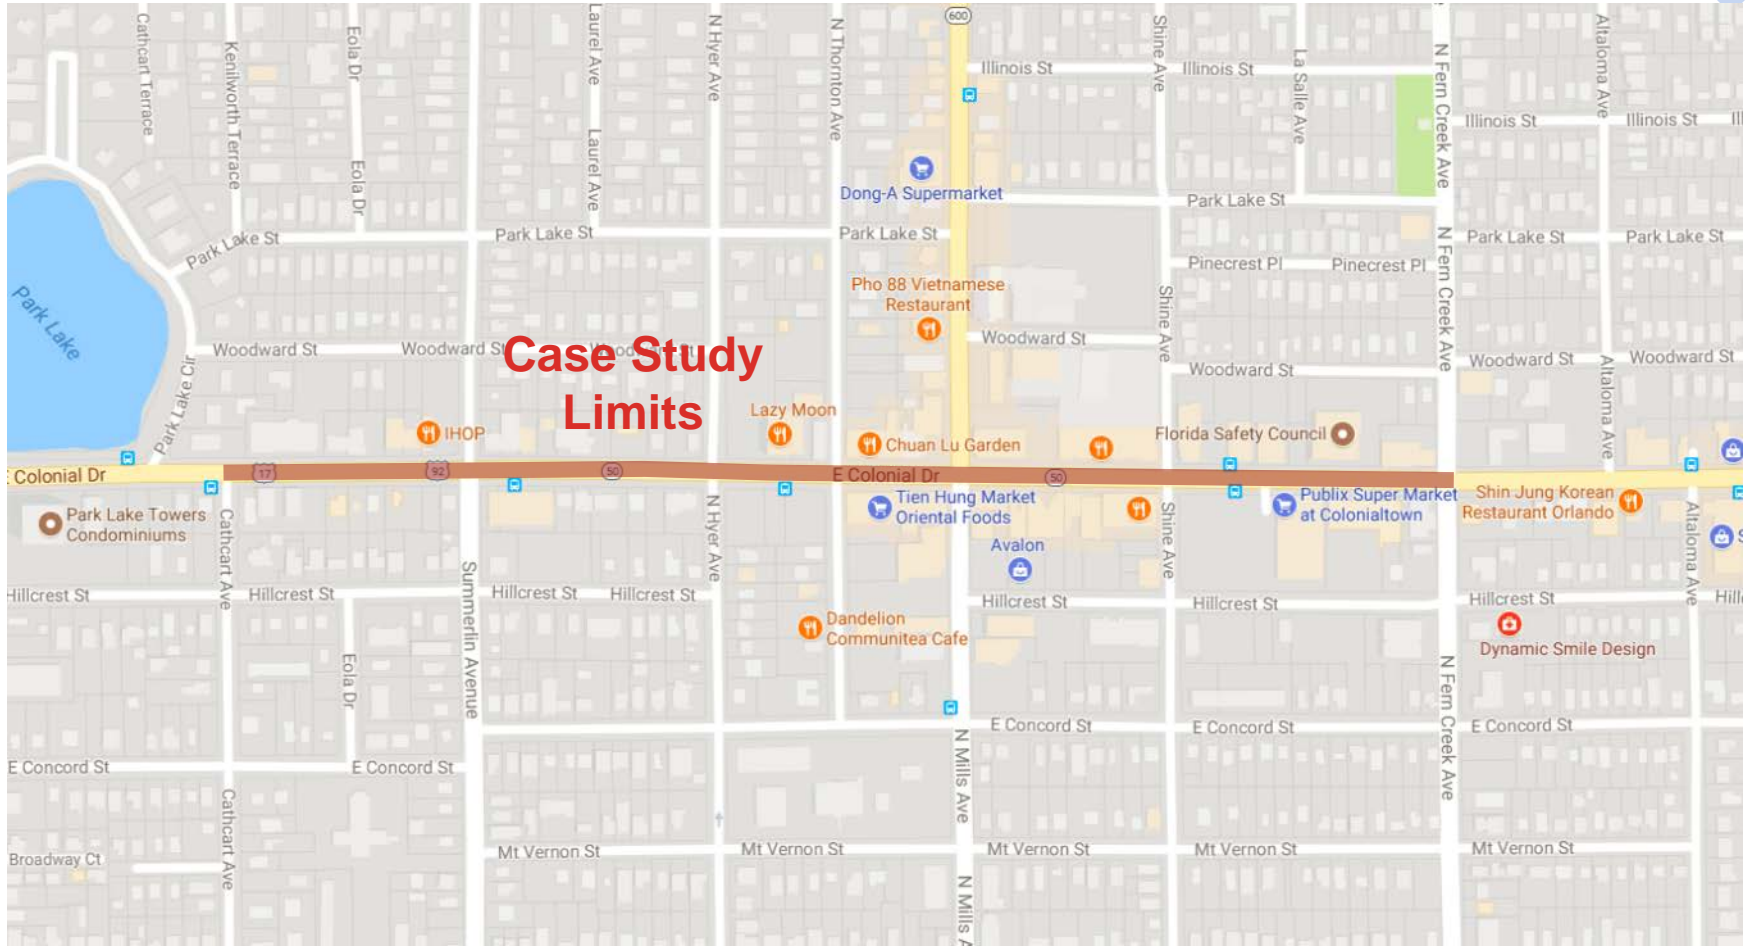 Cathcart Terrace
Kenilworth Terrace
Eola Dr
Eola Dr
Laurel Ave
Laurel Ave
N Hyer Ave
N Thornton Ave
600
Shine Ave
La Salle Ave
N Fern Creek Ave
Altaloma Ave
Illinois St
Illinois St
Illinois St
Illinois St
Dong-A Supermarket
Park Lake St
Park Lake St
Park Lake St
Park Lake St
Park Lake St
Park Lake St
Pinecrest Pl
Pinecrest Pl
N Fern Creek Ave
Park Lake
Pho 88 Vietnamese
Restaurant
Shine Ave
Woodward St
Woodward St
Woodward St
Woodward St
Woodward St
Woodward St
Woodward St
Case Study
Limits
Park Lake Cir
Altaloma Ave
IHOP
Lazy Moon
Chuan Lu Garden
Florida Safety Council
E Colonial Dr
17
92
50
E Colonial Dr
50
Park Lake Towers
Condominiums
Tien Hung Market
Oriental Foods
Publix Super Market
at Colonialtown
Shin Jung Korean
Restaurant Orlando
Avalon
Cathcart Ave
N Hyer Ave
Shine Ave
Altaloma Ave
S
Hillcrest St
Hillcrest St
Hillcrest St
Hillcrest St
Hillcrest St
Hillcrest St
Hillcrest St
Hill
Summerlin Avenue
Dandelion
Communitea Cafe
Dynamic Smile Design
Eola Dr
N Fern Creek Ave
E Concord St
E Concord St
E Concord St
E Concord St
E Concord St
N Mills Ave
Cathcart Ave
Broadway Ct
Mt Vernon St
Mt Vernon St
Mt Vernon St
Mt Vernon St
Mt Vernon St
N Mills A